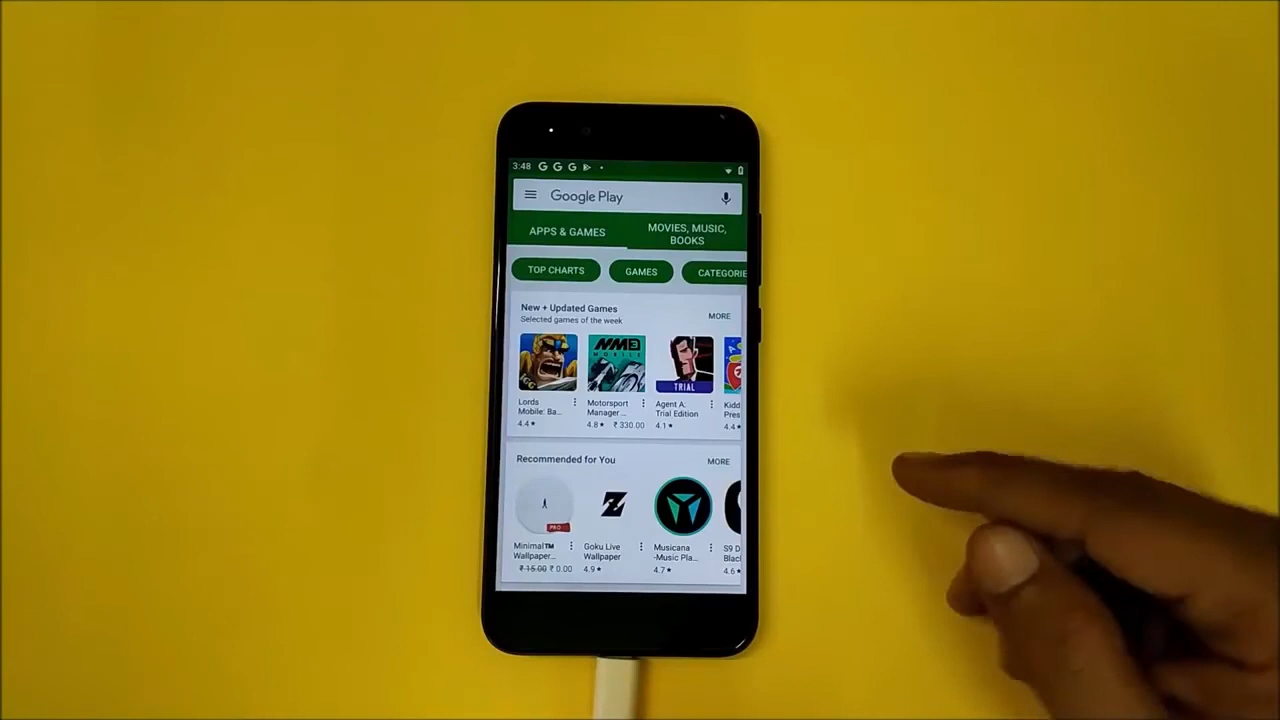 3:48
Google Play
APPS & GAMES
MOVIES, MUSIC,
BOOKS
TOP CHARTS
GAMES
CATEGORIE
New + Updated Games
MORE
Selected games of the week
IGG
NM3
MOBILE
TRIAL
Lords
Mobile: Ba...
4.4★
Motorsport
Manager ...
4.8★ ₹ 330.00
Agent A:
Trial Edition
4.1★
Kidd
Pres
4.4★
Recommended for You
MORE
PRO
Minimal™
Wallpaper...
₹ 15.00 ₹ 0.00
Goku Live
Wallpaper
4.9★
Musicana
-Music Pla...
4.7★
S9 D
Blac
4.6★